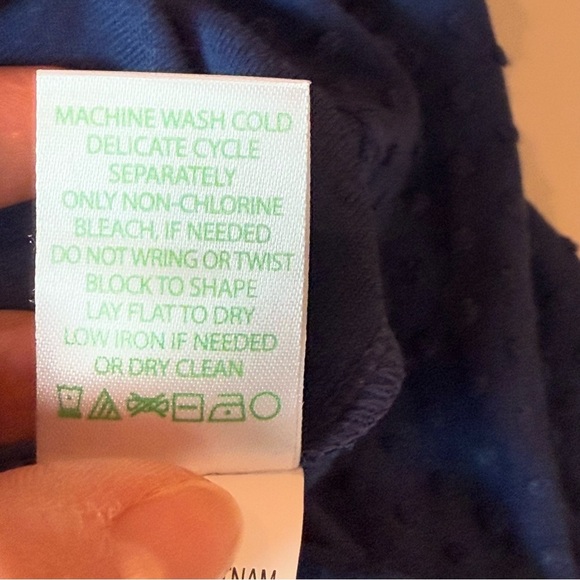 MACHINE WASH COLD
DELICATE CYCLE
SEPARATELY
ONLY NON-CHLORINE
BLEACH, IF NEEDED
DO NOT WRING OR TWIST
BLOCK TO SHAPE
LAY FLAT TO DRY
LOW IRON IF NEEDED
OR DRY CLEAN